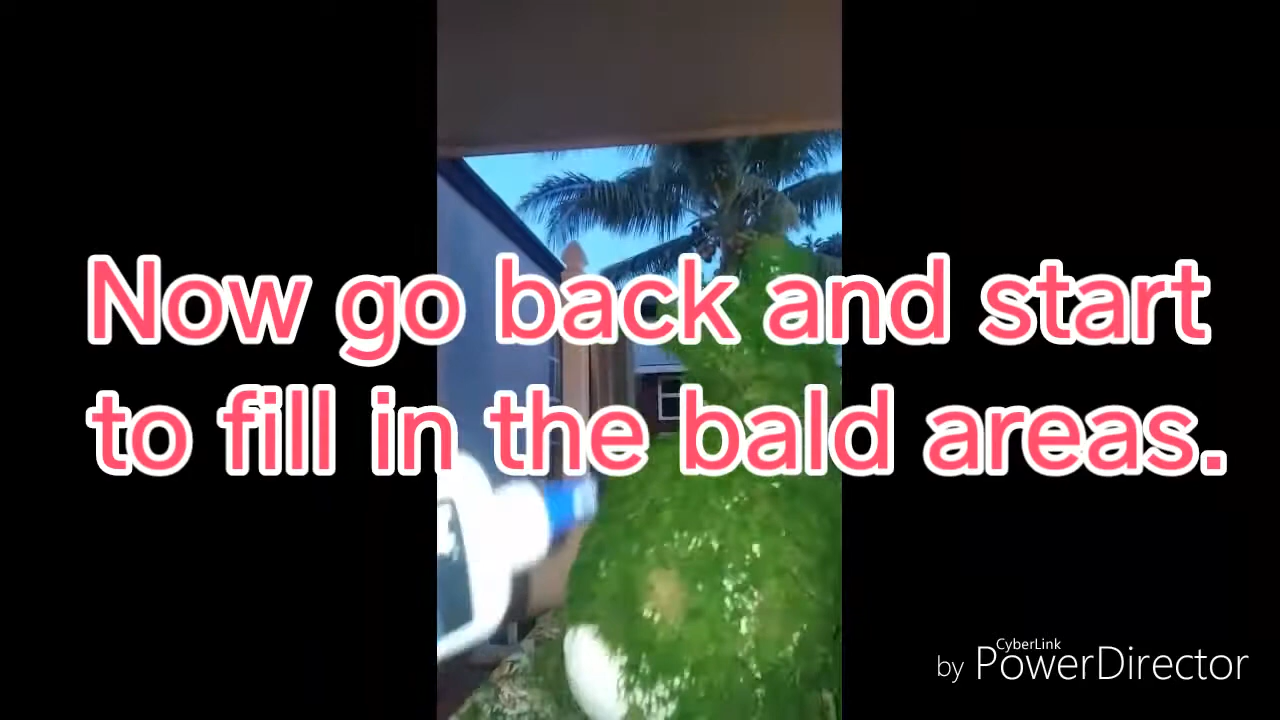 Now go back and start
to fill in the bald areas.
CyberLink
by PowerDirector